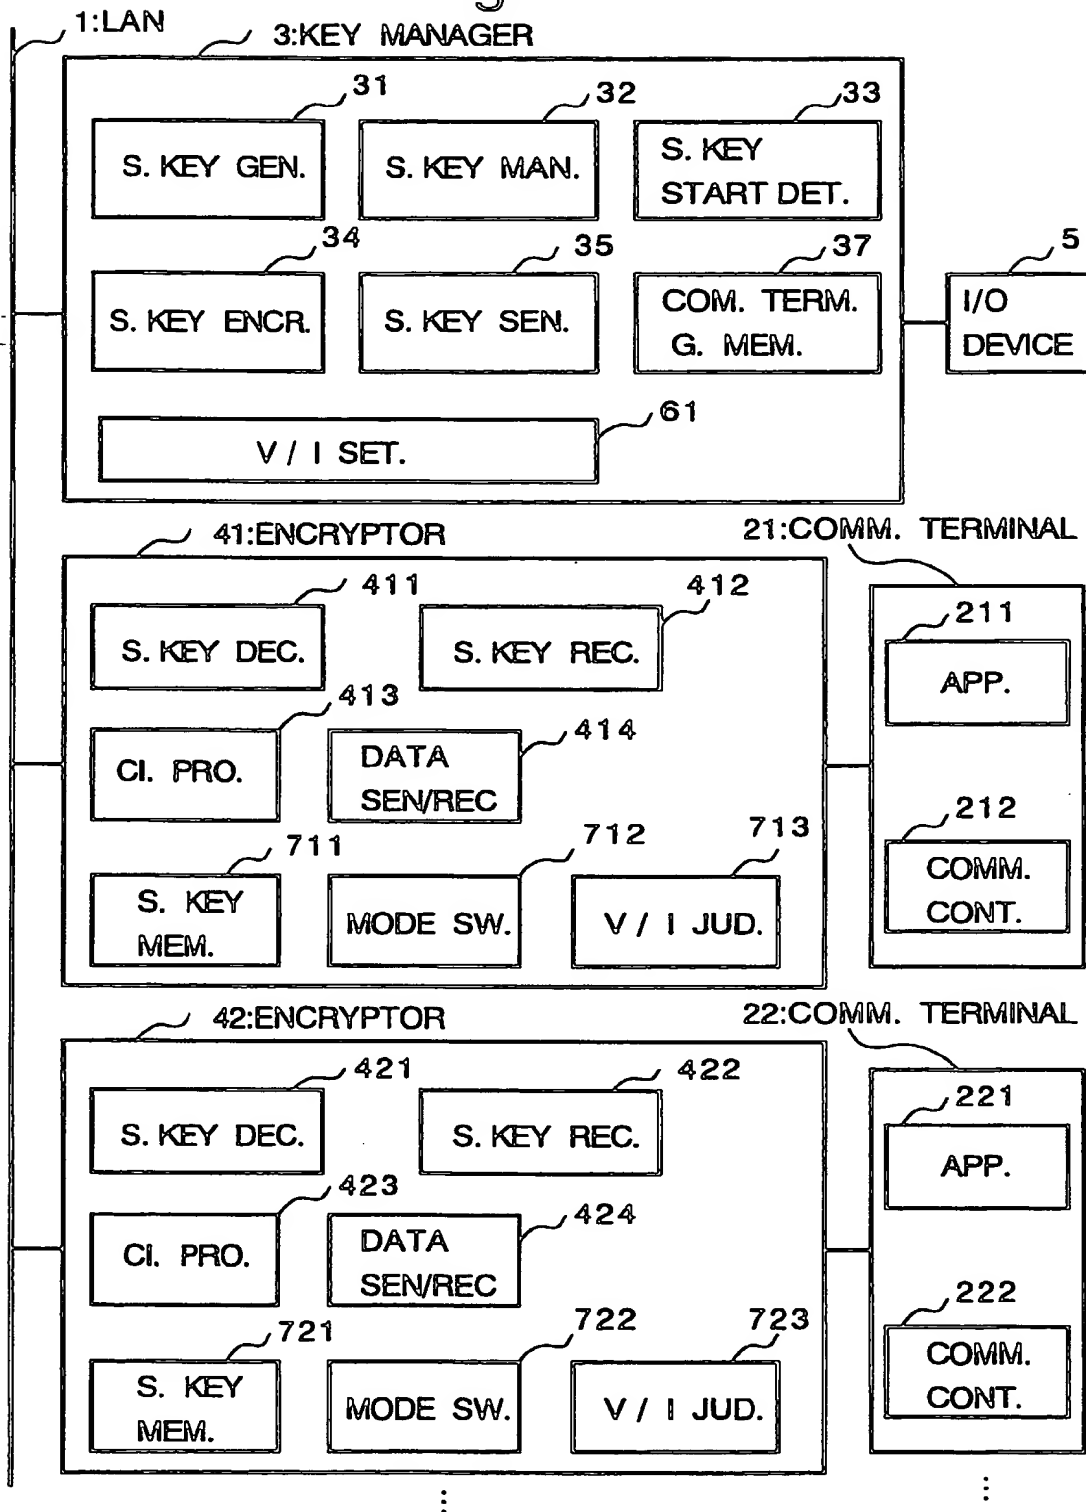 1:LAN
3:KEY MANAGER
31
32
33
S. KEY GEN.
S. KEY MAN.
S. KEY
START DET.
34
35
37
5
S. KEY ENCR.
S. KEY SEN.
COM. TERM.
G. MEM.
I/O
DEVICE
61
V / I SET.
41:ENCRYPTOR
21:COMM. TERMINAL
411
412
211
S. KEY DEC.
S. KEY REC.
APP.
413
414
CI. PRO.
DATA
SEN/REC
212
COMM.
CONT.
711
712
713
S. KEY
MEM.
MODE SW.
V / I JUD.
42:ENCRYPTOR
22:COMM. TERMINAL
421
422
221
S. KEY DEC.
S. KEY REC.
APP.
423
424
CI. PRO.
DATA
SEN/REC
222
COMM.
CONT.
721
722
723
S. KEY
MEM.
MODE SW.
V / I JUD.